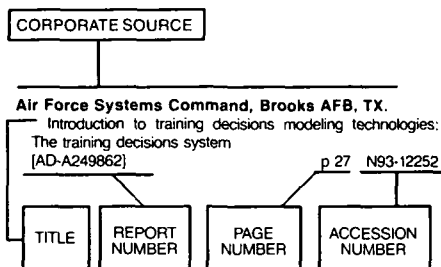 CORPORATE SOURCE
Air Force Systems Command, Brooks AFB, TX.
Introduction to training decisions modeling technologies:
The training decisions system
[AD-A249862] p 27 N93-12252
TITLE REPORT NUMBER PAGE NUMBER ACCESSION NUMBER